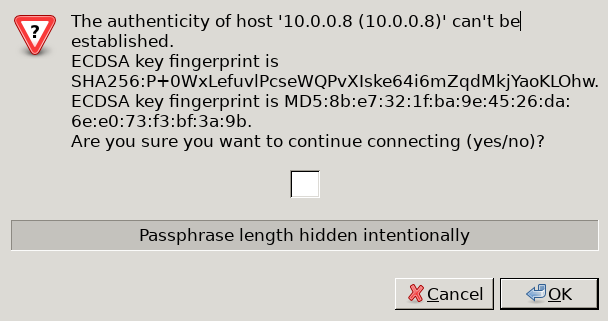 The authenticity of host '10.0.0.8 (10.0.0.8)' can't be
established.
ECDSA key fingerprint is
SHA256:P+0WxLefuvlPcseWQPvXIske64i6mZqdMkjYaoKLOhw.
ECDSA key fingerprint is MD5:8b:e7:32:1f:ba:9e:45:26:da:
6e:e0:73:f3:bf:3a:9b.
Are you sure you want to continue connecting (yes/no)?
Passphrase length hidden intentionally
Cancel
OK